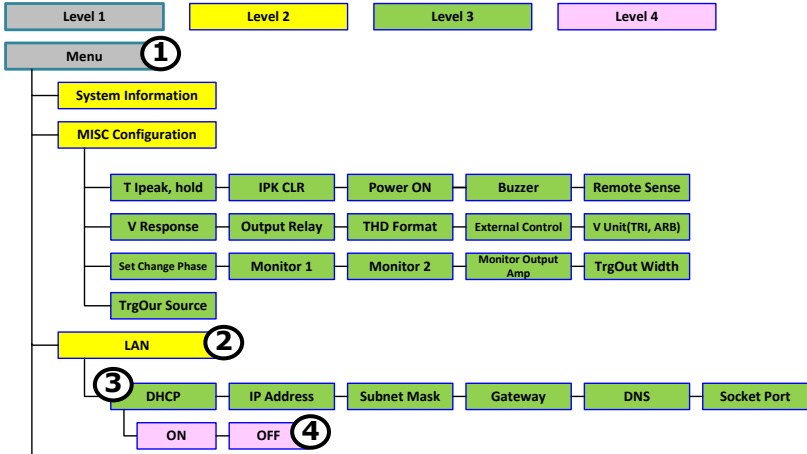 Level 1
Level 2
Level 3
Level 4
Menu
1
System Information
MISC Configuration
T Ipeak, hold
IPK CLR
Power ON
Buzzer
Remote Sense
V Response
Output Relay
THD Format
External Control
V Unit(TRI, ARB)
Set Change Phase
Monitor 1
Monitor 2
Monitor Output
Amp
TrgOut Width
TrgOur Source
LAN
2
3
DHCP
IP Address
Subnet Mask
Gateway
DNS
Socket Port
ON
OFF
4